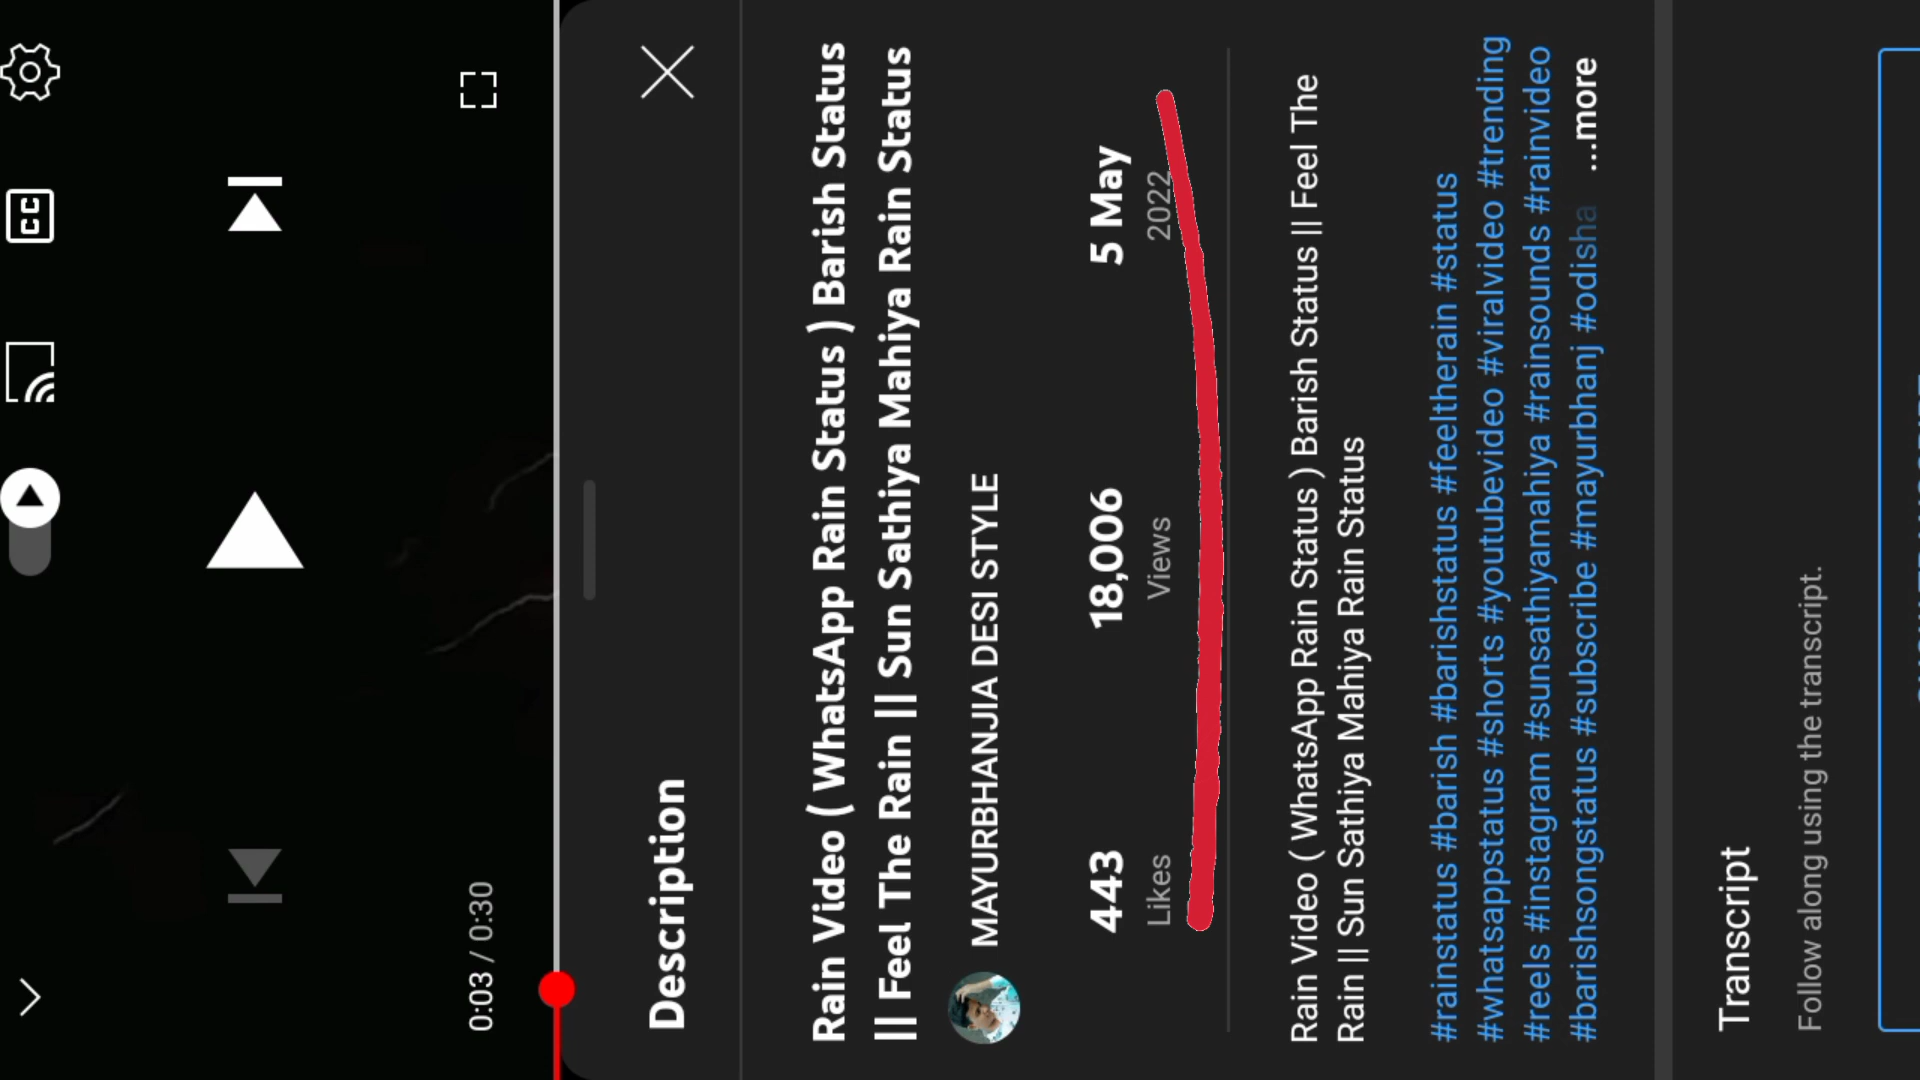 CC
0:03 / 0:30
Description
Rain Video ( WhatsApp Rain Status ) Barish Status
|| Feel The Rain || Sun Sathiya Mahiya Rain Status
MAYURBHANJIA DESI STYLE
443 18,006 5 May
Likes Views 2022
Rain Video ( WhatsApp Rain Status ) Barish Status || Feel The
Rain || Sun Sathiya Mahiya Rain Status
#rainstatus #barish #barishstatus #feeltherain #status
#whatsappstatus #shorts #youtubevideo #viralvideo #trending
#reels #instagram #sunsathiyamahiya #rainsounds #rainvideo
#barishsongstatus #subscribe #mayurbhanj #odisha ...more
Transcript
Follow along using the transcript.